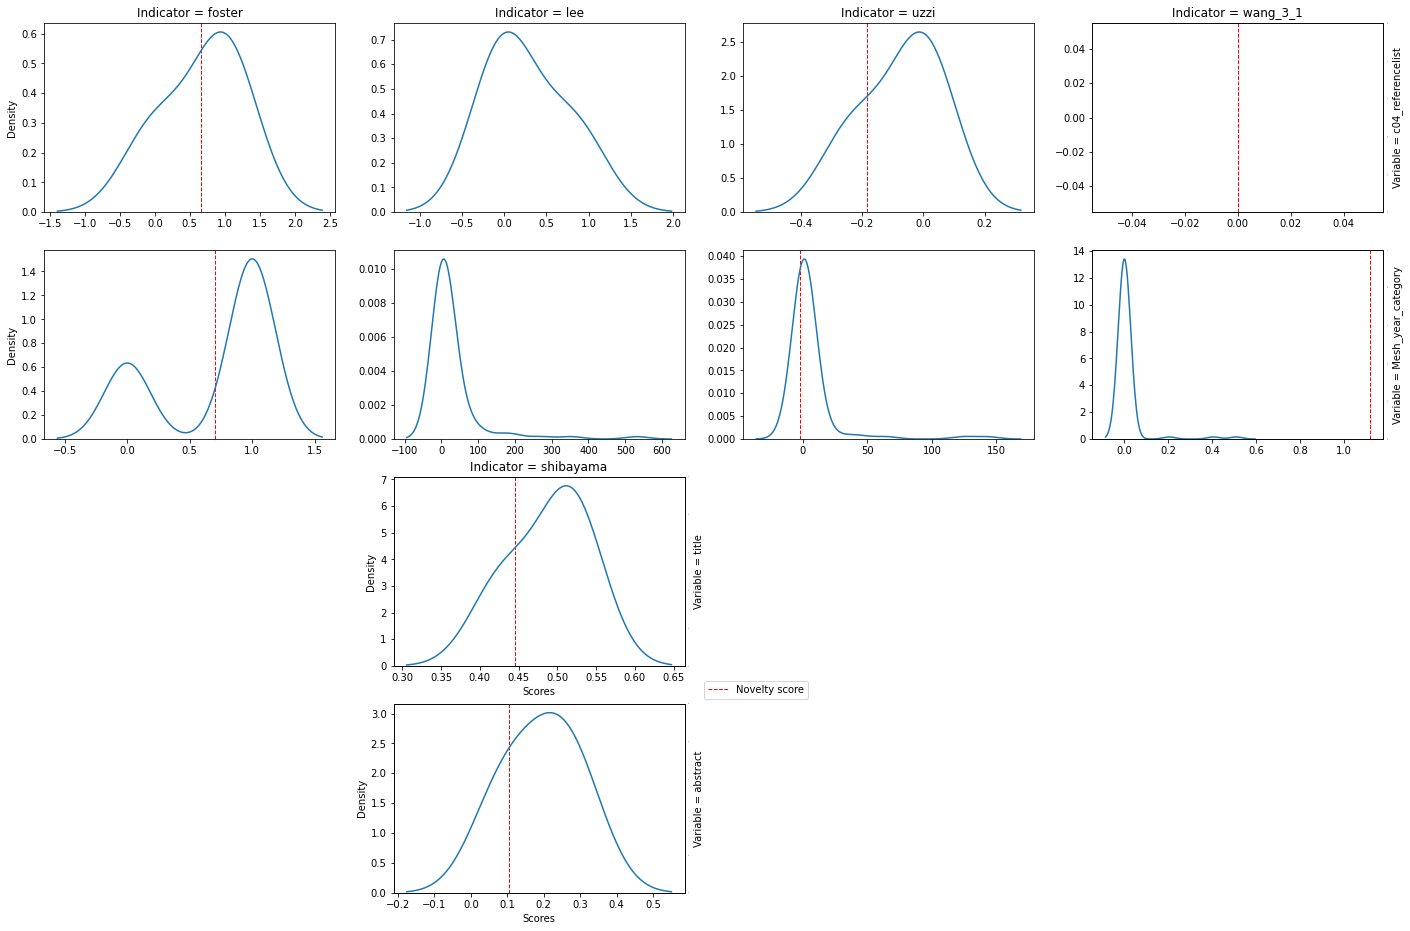 Indicator = foster
Indicator = lee
Indicator = uzzi
Indicator = wang_3_1
Density
0.6
0.5
0.4
0.3
0.2
0.1
0.0
−1.5 −1.0 −0.5 0.0 0.5 1.0 1.5 2.0 2.5
0.7
0.6
0.5
0.4
0.3
0.2
0.1
0.0
−1.0 −0.5 0.0 0.5 1.0 1.5 2.0
2.5
2.0
1.5
1.0
0.5
0.0
−0.4 −0.2 0.0 0.2
0.04
0.02
0.00
−0.02
−0.04
−0.04 −0.02 0.00 0.02 0.04
Variable = c04_referencelist
Density
1.4
1.2
1.0
0.8
0.6
0.4
0.2
0.0
−0.5 0.0 0.5 1.0 1.5
0.010
0.008
0.006
0.004
0.002
0.000
−100 0 100 200 300 400 500 600
0.040
0.035
0.030
0.025
0.020
0.015
0.010
0.005
0.000
0 50 100 150
14
12
10
8
6
4
2
0
0.0 0.2 0.4 0.6 0.8 1.0
Variable = Mesh_year_category
Indicator = shibayama
Density
7
6
5
4
3
2
1
0
0.30 0.35 0.40 0.45 0.50 0.55 0.60 0.65
Scores
Variable = title
Novelty score
Density
3.0
2.5
2.0
1.5
1.0
0.5
0.0
−0.2 −0.1 0.0 0.1 0.2 0.3 0.4 0.5
Scores
Variable = abstract